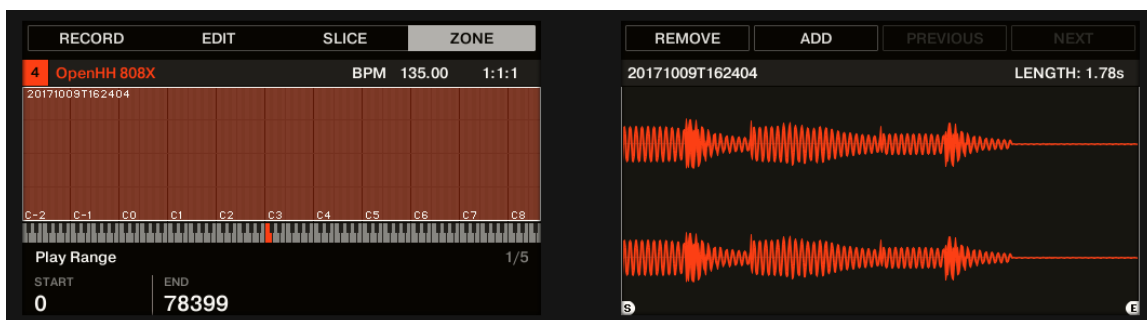 RECORD EDIT SLICE ZONE
4 OpenHH 808X BPM 135.00 1:1:1
20171009T162404
C-2 C-1 C0 C1 C2 C3 C4 C5 C6 C7 C8
Play Range 1/5
START END
0 78399
REMOVE ADD PREVIOUS NEXT
20171009T162404 LENGTH: 1.78s
S E